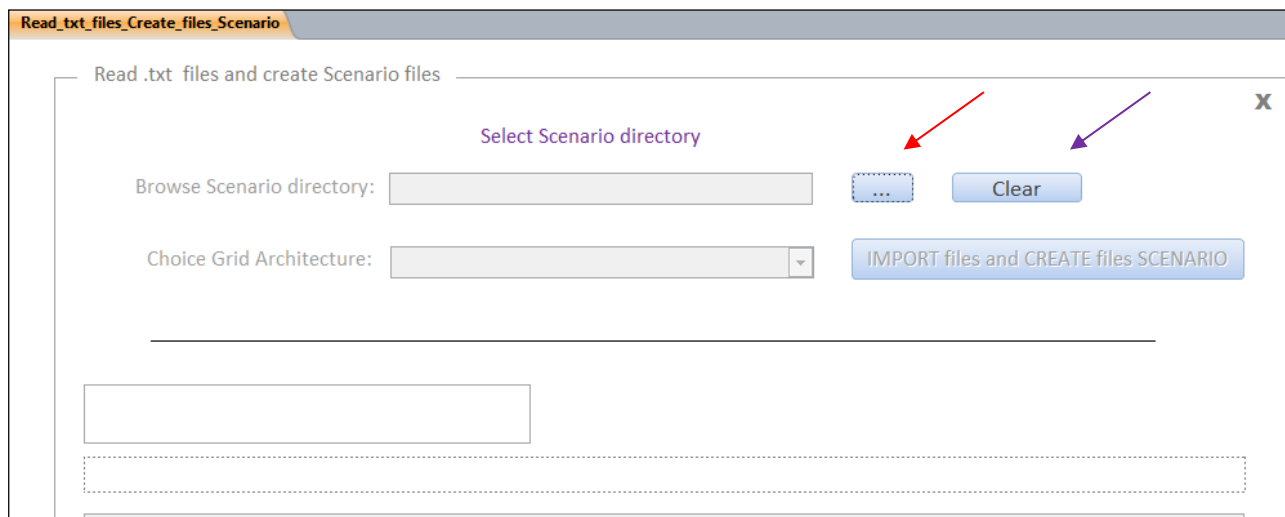 Read_txt_files_Create_files_Scenario
Read .txt files and create Scenario files
X
Select Scenario directory
Browse Scenario directory:
...
Clear
Choice Grid Architecture:
IMPORT files and CREATE files SCENARIO